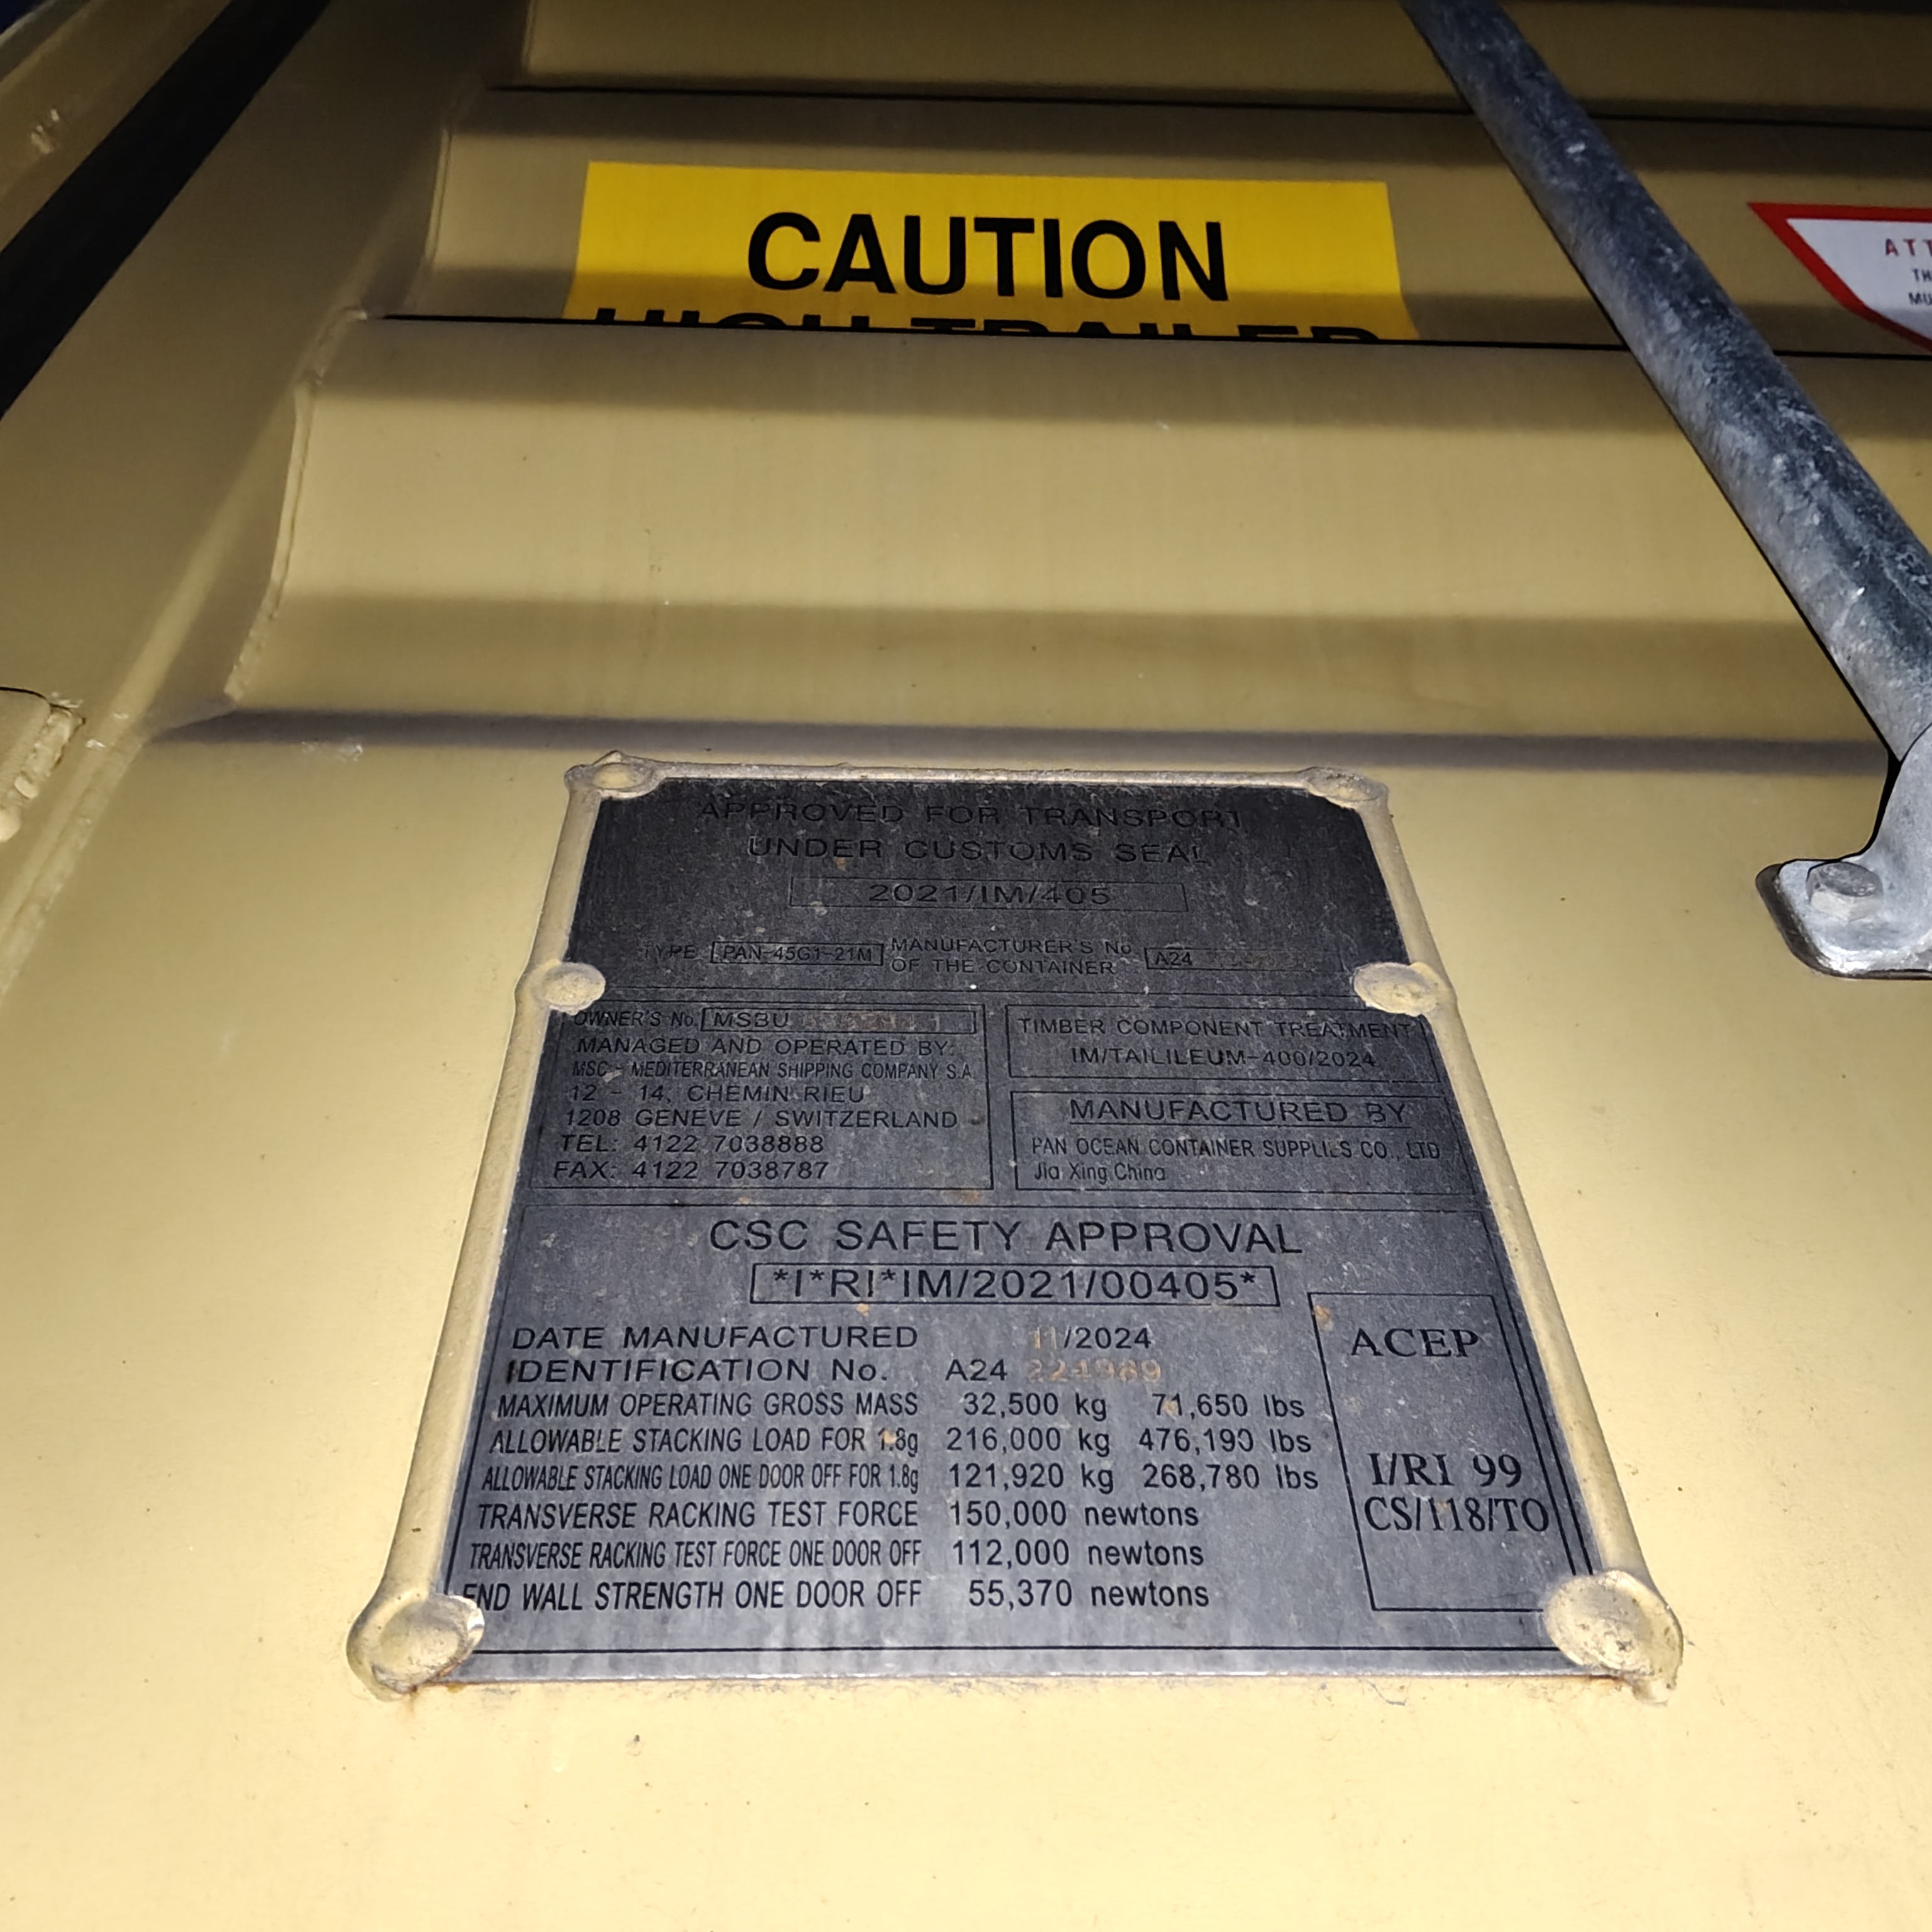 CAUTION
HIGH TRAILER
ATT
TH
MU
APPROVED FOR TRANSPORT
UNDER CUSTOMS SEAL
2021/IM/405
TYPE PAN-45G1-21M MANUFACTURER'S No. OF THE CONTAINER A24
OWNER'S No. MSBU
MANAGED AND OPERATED BY:
MSC - MEDITERRANEAN SHIPPING COMPANY S.A.
12 - 14, CHEMIN RIEU
1208 GENEVE / SWITZERLAND
TEL: 4122 7038888
FAX: 4122 7038787
TIMBER COMPONENT TREATMENT
IM/TAILILEUM-400/2024
MANUFACTURED BY
PAN OCEAN CONTAINER SUPPLIES CO., LTD
Jia Xing,China
CSC SAFETY APPROVAL
*I*RI*IM/2021/00405*
DATE MANUFACTURED 11/2024
IDENTIFICATION No. A24
MAXIMUM OPERATING GROSS MASS 32,500 kg 71,650 lbs
ALLOWABLE STACKING LOAD FOR 1.8g 216,000 kg 476,190 lbs
ALLOWABLE STACKING LOAD ONE DOOR OFF FOR 1.8g 121,920 kg 268,780 lbs
TRANSVERSE RACKING TEST FORCE 150,000 newtons
TRANSVERSE RACKING TEST FORCE ONE DOOR OFF 112,000 newtons
END WALL STRENGTH ONE DOOR OFF 55,370 newtons
ACEP
I/RI 99
CS/118/TO